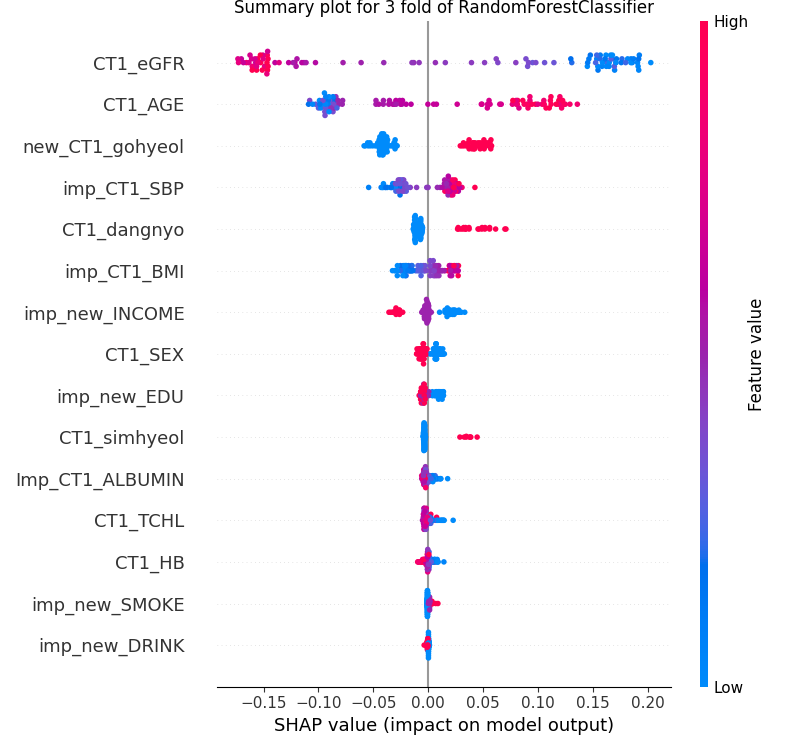 Summary plot for 3 fold of RandomForestClassifier
High
CT1_eGFR
CT1_AGE
new_CT1_gohyeol
imp_CT1_SBP
CT1_dangnyo
imp_CT1_BMI
imp_new_INCOME
CT1_SEX
imp_new_EDU
CT1_simhyeol
Imp_CT1_ALBUMIN
CT1_TCHL
CT1_HB
imp_new_SMOKE
imp_new_DRINK
Feature value
Low
−0.15 −0.10 −0.05 0.00 0.05 0.10 0.15 0.20
SHAP value (impact on model output)